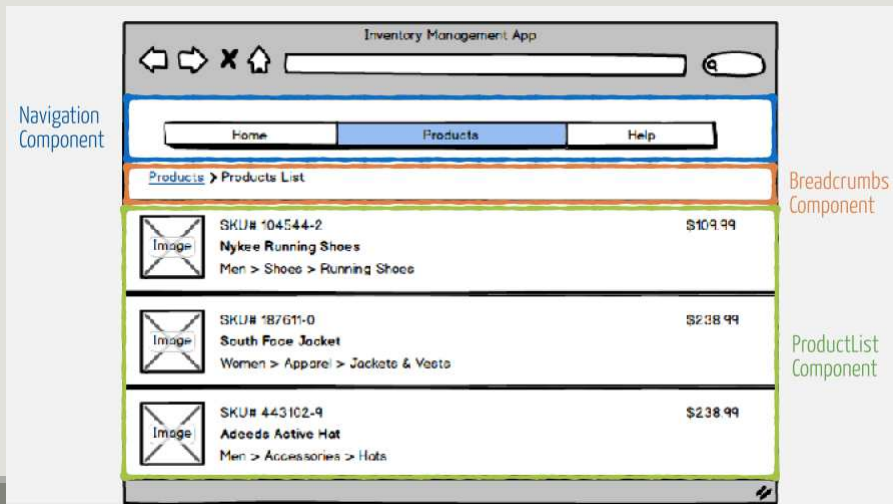 Inventory Management App
Navigation
Component
Home Products Help
Products > Products List
Breadcrumbs
Component
Image
SKU# 104544-2
$109.99
Nykee Running Shoes
Men > Shoes > Running Shoes
Image
SKU# 187611-0
$238.99
South Face Jacket
Women > Apparel > Jackets & Vests
ProductList
Component
Image
SKU# 443102-9
$238.99
Adeeds Active Hat
Men > Accessories > Hats